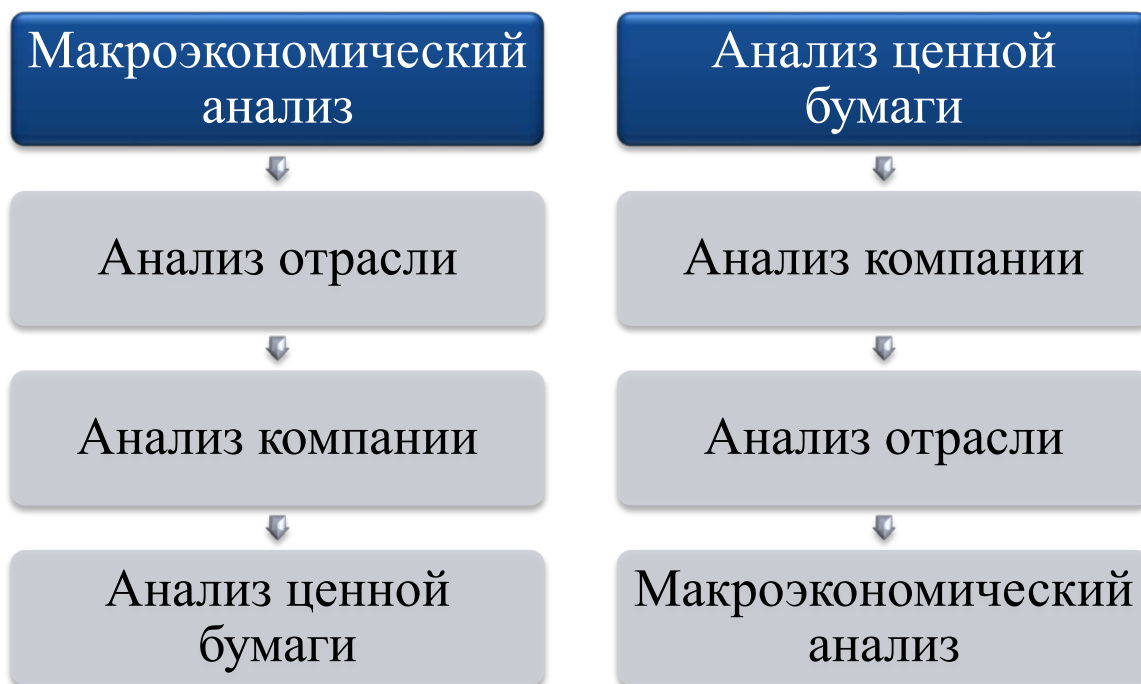 Макроэкономический
анализ
Анализ отрасли
Анализ компании
Анализ ценной
бумаги
Анализ ценной
бумаги
Анализ компании
Анализ отрасли
Макроэкономический
анализ